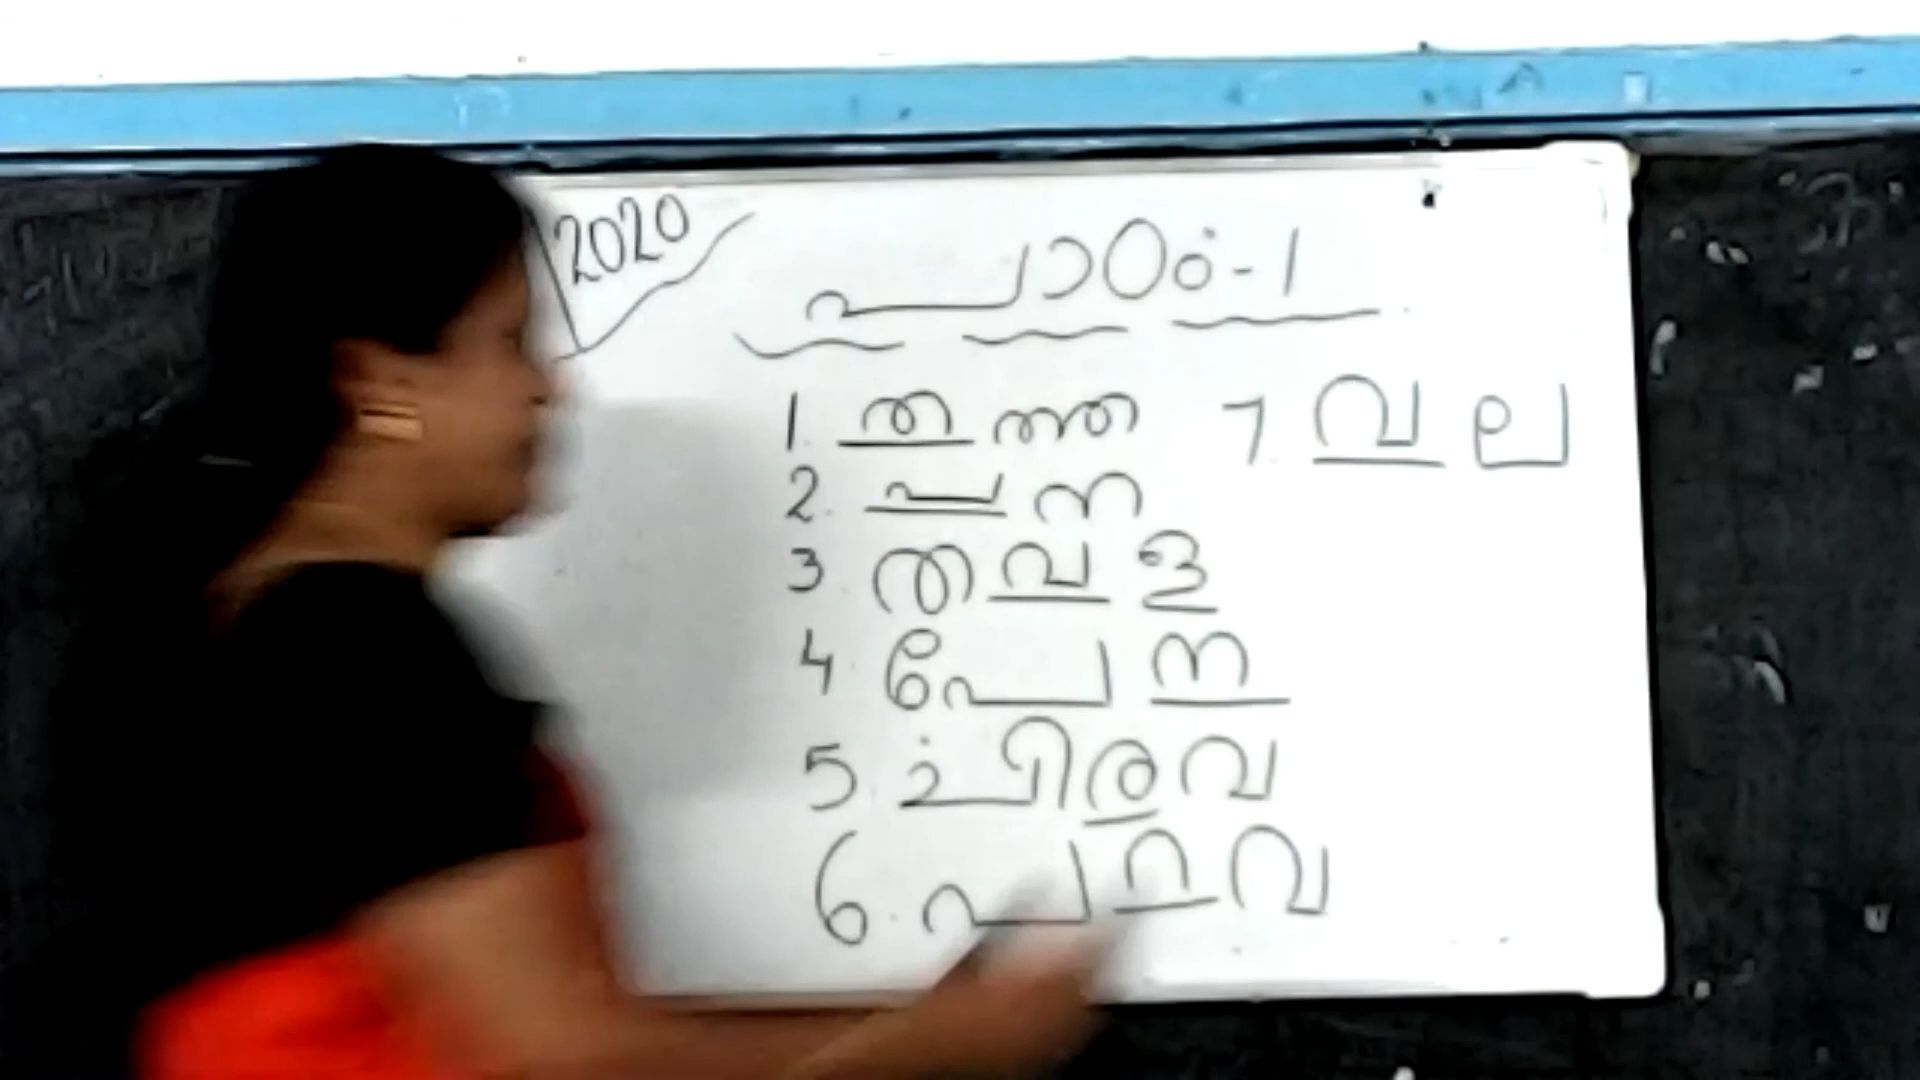 2020
പാഠം-1
1. തത്ത 7. വല
2. പന
3 തവള
4 പേന
5. ചിരവ
6. പറവ